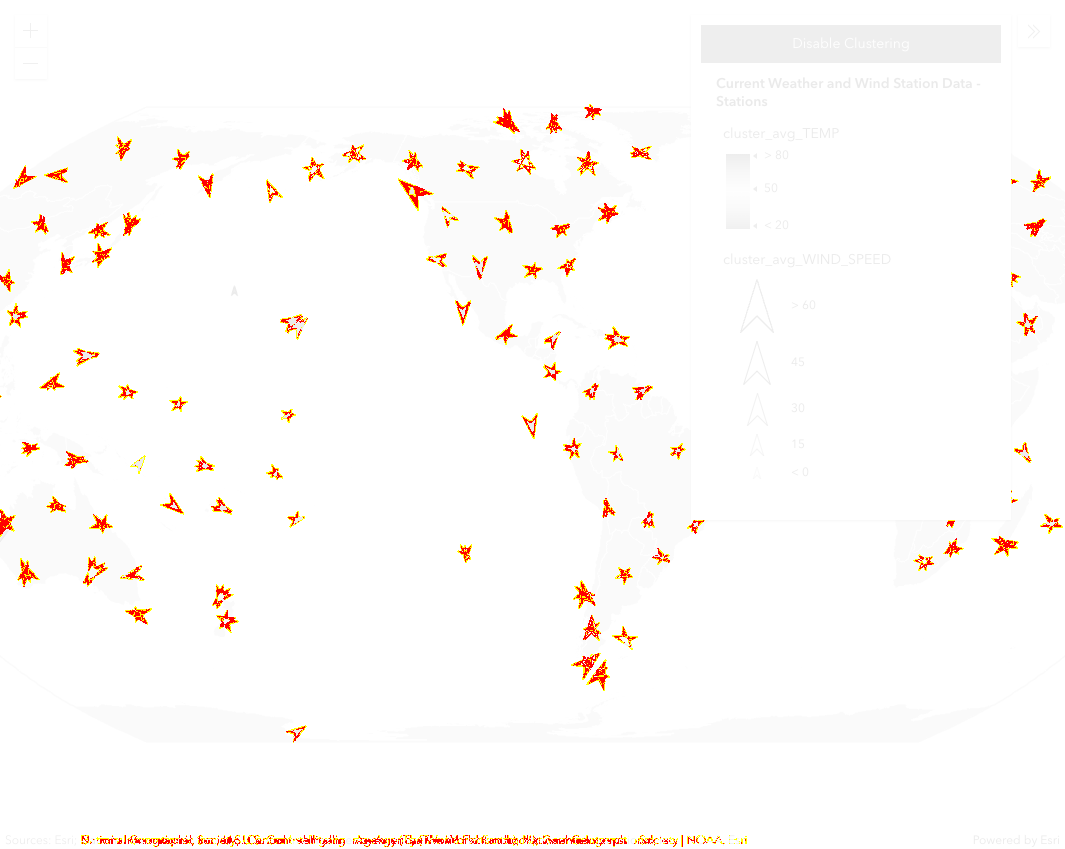 Disable Clustering
Current Weather and Wind Station Data -
Stations
cluster_avg_TEMP
> 80
50
< 20
cluster_avg_WIND_SPEED
> 60
45
30
15
< 0
Sources: Esri, | NOAA, Esri
Powered by Esri